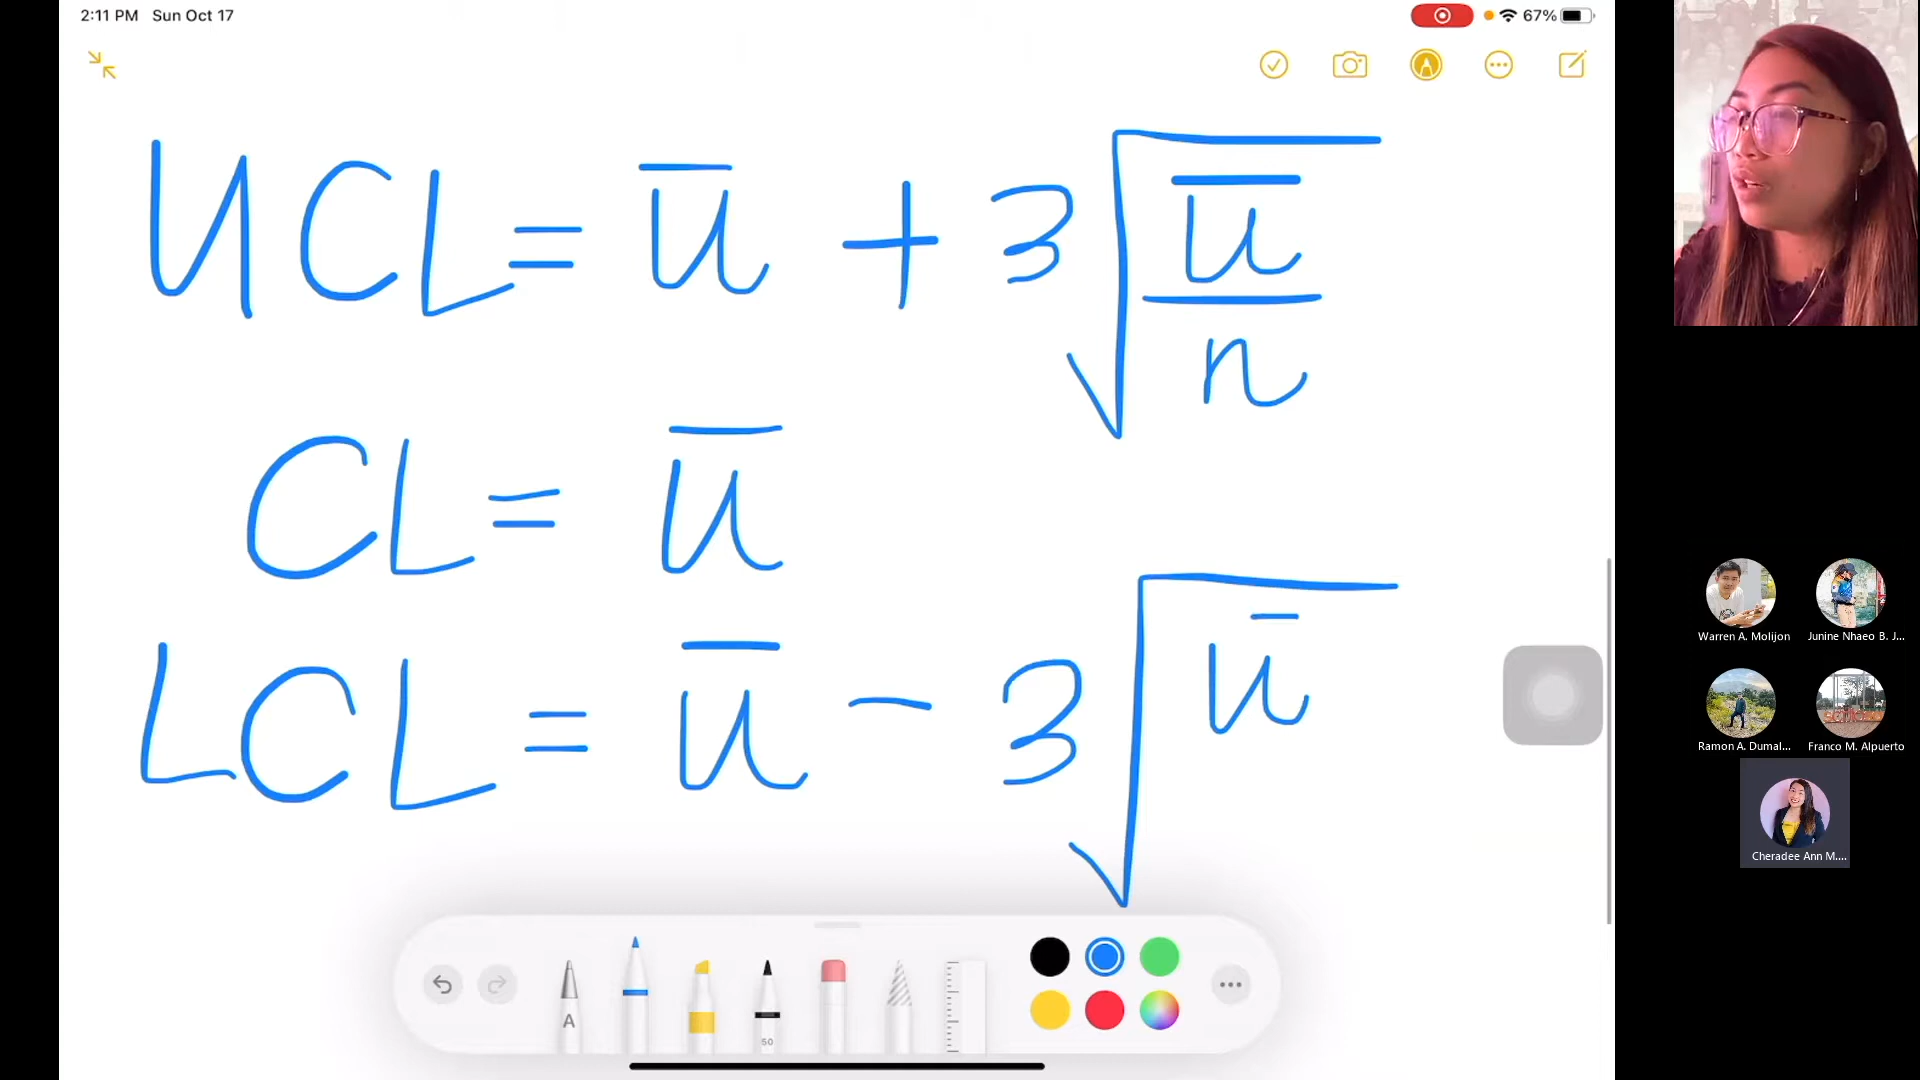 2:11 PM Sun Oct 17
67%
UCL = u̅ + 3√(u̅/n)
CL = u̅
LCL = u̅ - 3√u̅
A
50
Warren A. Molijon
Junine Nhaeo B. J...
Ramon A. Dumal...
Franco M. Alpuerto
Cheradee Ann M....